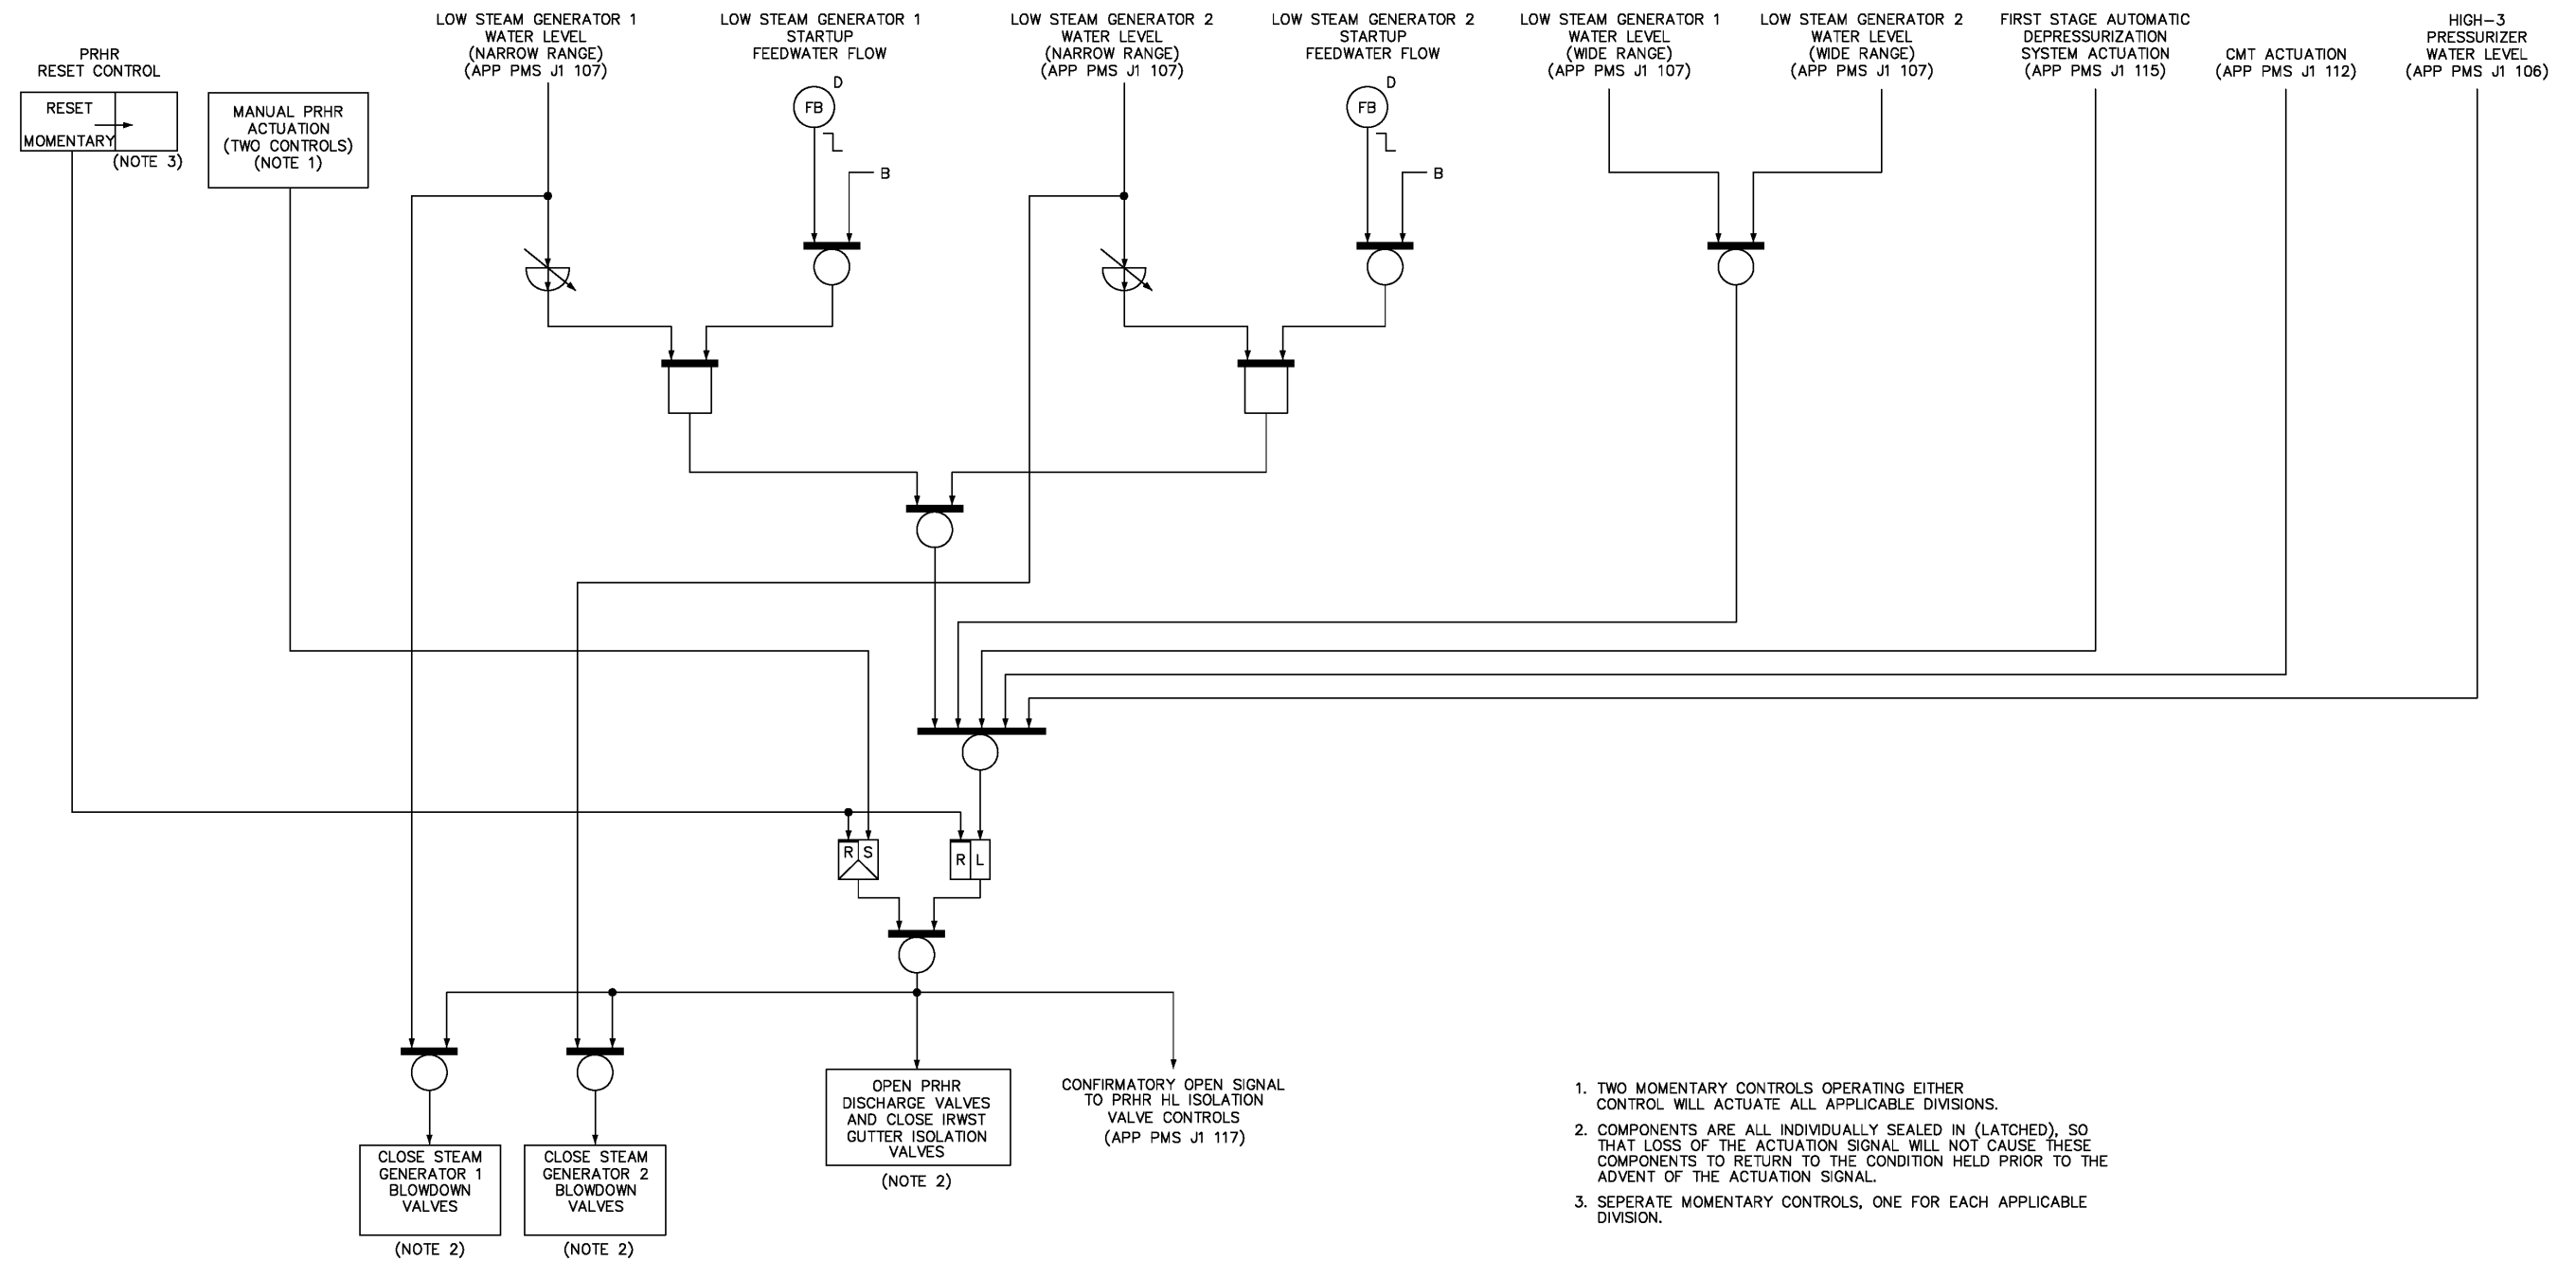 PRHR
RESET CONTROL
RESET
MOMENTARY
(NOTE 3)
MANUAL PRHR
ACTUATION
(TWO CONTROLS)
(NOTE 1)
LOW STEAM GENERATOR 1
WATER LEVEL
(NARROW RANGE)
(APP PMS J1 107)
LOW STEAM GENERATOR 1
STARTUP
FEEDWATER FLOW
D
FB
B
LOW STEAM GENERATOR 2
WATER LEVEL
(NARROW RANGE)
(APP PMS J1 107)
LOW STEAM GENERATOR 2
STARTUP
FEEDWATER FLOW
D
FB
B
LOW STEAM GENERATOR 1
WATER LEVEL
(WIDE RANGE)
(APP PMS J1 107)
LOW STEAM GENERATOR 2
WATER LEVEL
(WIDE RANGE)
(APP PMS J1 107)
FIRST STAGE AUTOMATIC
DEPRESSURIZATION
SYSTEM ACTUATION
(APP PMS J1 115)
CMT ACTUATION
(APP PMS J1 112)
HIGH-3
PRESSURIZER
WATER LEVEL
(APP PMS J1 106)
R S
R L
CLOSE STEAM
GENERATOR 1
BLOWDOWN
VALVES
(NOTE 2)
CLOSE STEAM
GENERATOR 2
BLOWDOWN
VALVES
(NOTE 2)
OPEN PRHR
DISCHARGE VALVES
AND CLOSE IRWST
GUTTER ISOLATION
VALVES
(NOTE 2)
CONFIRMATORY OPEN SIGNAL
TO PRHR HL ISOLATION
VALVE CONTROLS
(APP PMS J1 117)
1. TWO MOMENTARY CONTROLS OPERATING EITHER
CONTROL WILL ACTUATE ALL APPLICABLE DIVISIONS.
2. COMPONENTS ARE ALL INDIVIDUALLY SEALED IN (LATCHED), SO
THAT LOSS OF THE ACTUATION SIGNAL WILL NOT CAUSE THESE
COMPONENTS TO RETURN TO THE CONDITION HELD PRIOR TO THE
ADVENT OF THE ACTUATION SIGNAL.
3. SEPERATE MOMENTARY CONTROLS, ONE FOR EACH APPLICABLE
DIVISION.